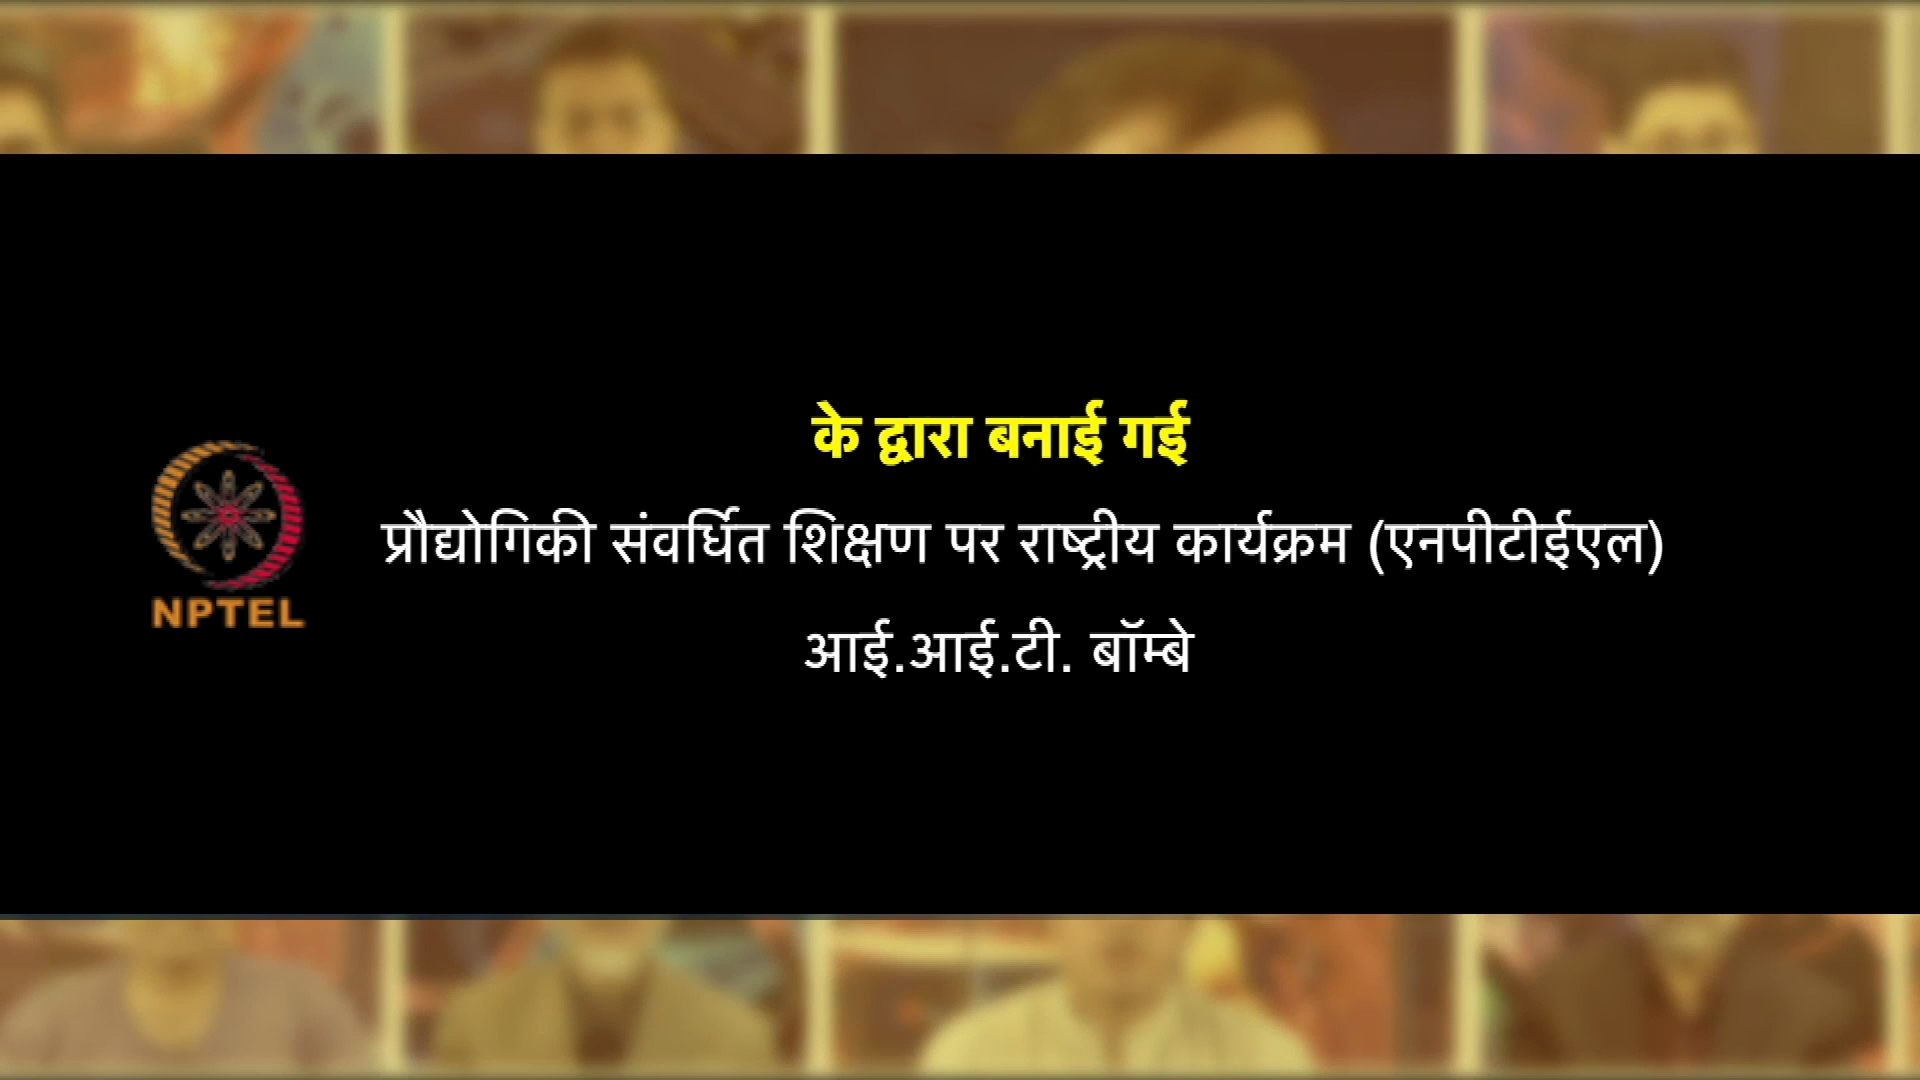 के द्वारा बनाई गई
प्रौद्योगिकी संवर्धित शिक्षण पर राष्ट्रीय कार्यक्रम (एनपीटीईएल)
आई.आई.टी. बॉम्बे
NPTEL